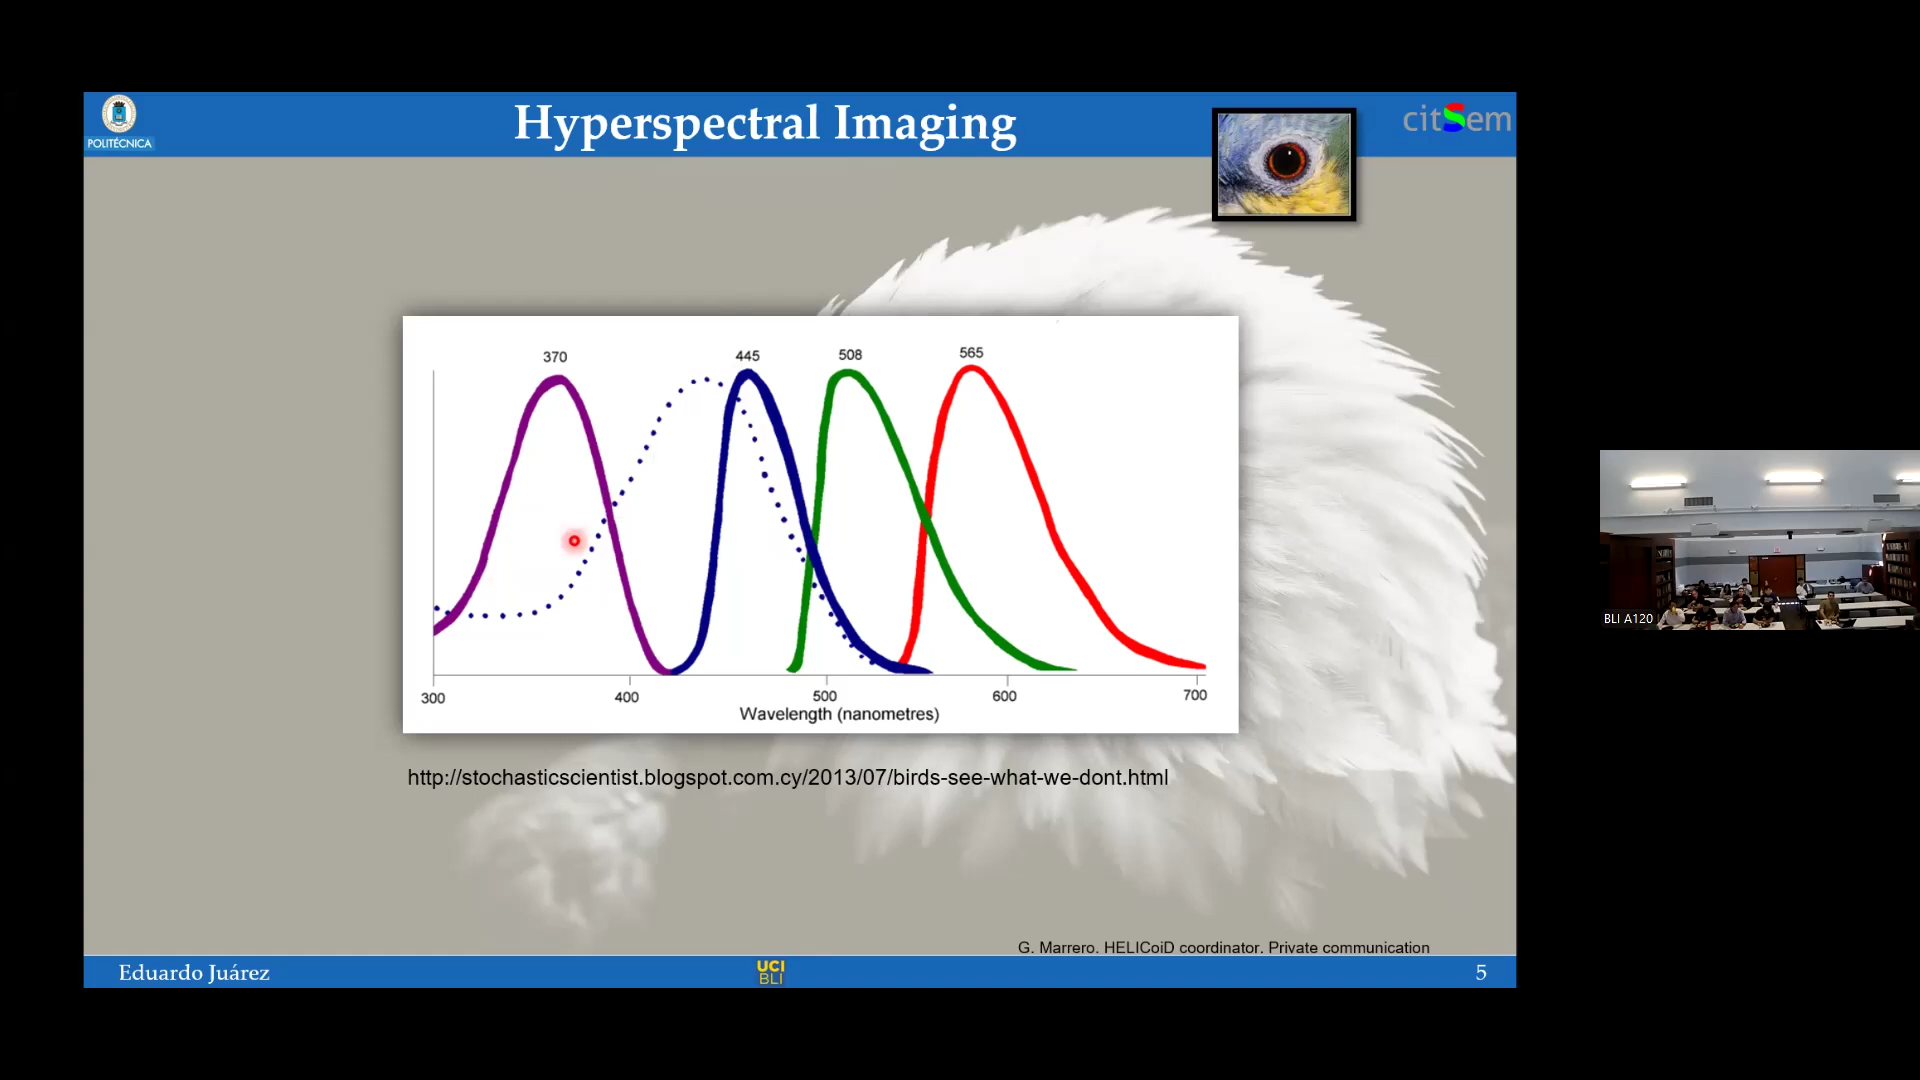 POLITÉCNICA
Hyperspectral Imaging
citSem
370
445
508
565
300
400
500
600
700
Wavelength (nanometres)
http://stochasticscientist.blogspot.com.cy/2013/07/birds-see-what-we-dont.html
G. Marrero. HELICoiD coordinator. Private communication
Eduardo Juárez
UCI
BLI
5
BLI A120